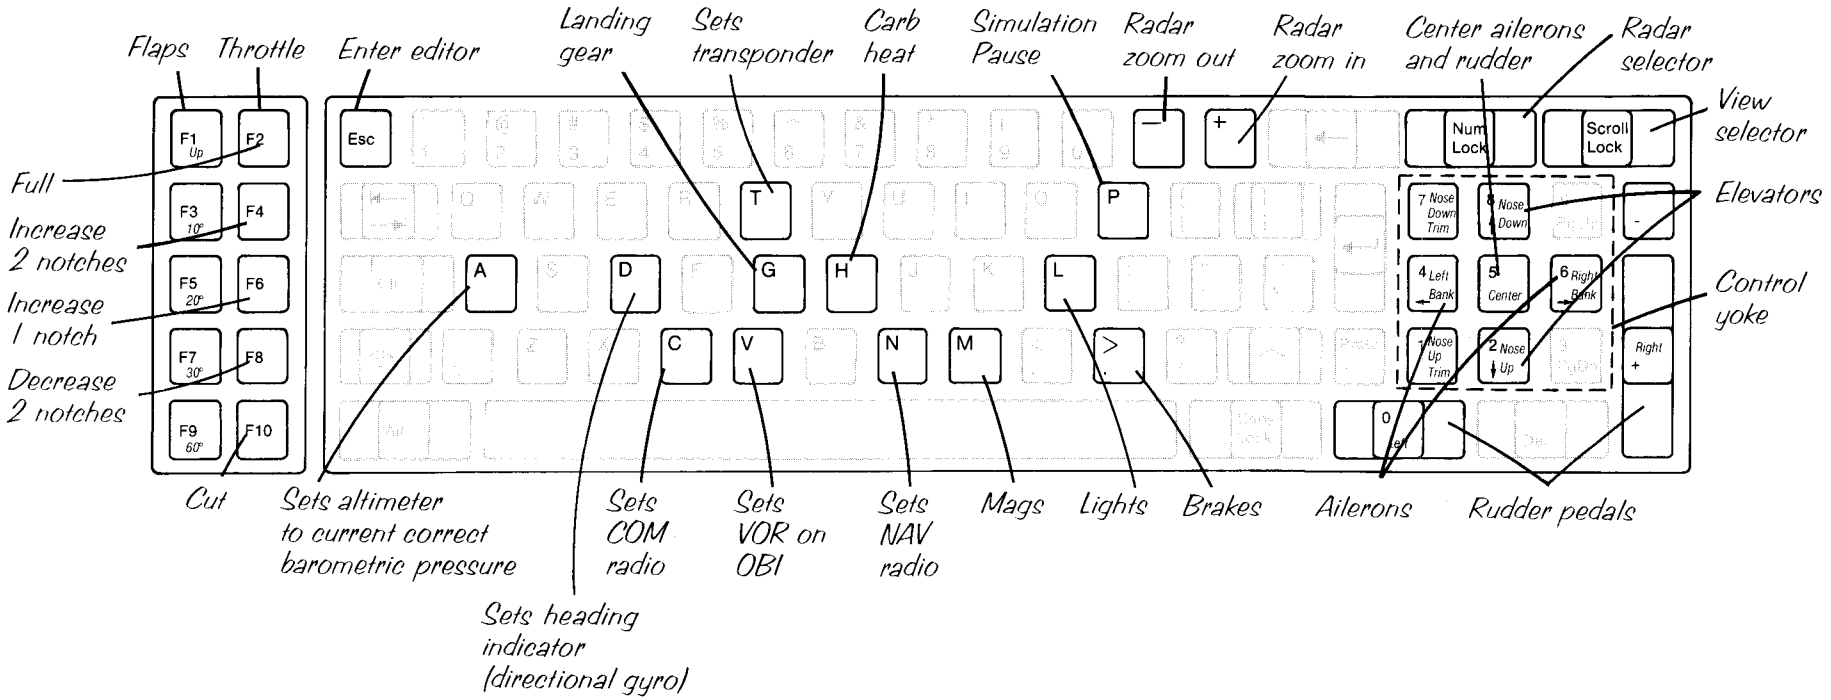 Landing
gear
Sets
transponder
Carb
heat
Simulation
Pause
Radar
zoom out
Radar
zoom in
Center ailerons
and rudder
Radar
selector
Flaps
Throttle
Enter editor
View
selector
F1
Up
F2
Esc
-
+
Num
Lock
Scroll
Lock
Full
F3
10°
F4
T
P
7 Nose
Down
Trim
8 Nose
Down
-
Elevators
Increase
2 notches
F5
20°
F6
A
D
G
H
L
4 Left
Bank
5
Center
6 Right
Bank
Control
yoke
Increase
1 notch
F7
30°
F8
C
V
N
M
>
.
1 Nose
Up
Trim
2 Nose
Up
Right
+
Decrease
2 notches
F9
60°
F10
0
Left
Cut
Sets altimeter
to current correct
barometric pressure
Sets
COM
radio
Sets
VOR on
OBI
Sets
NAV
radio
Mags
Lights
Brakes
Ailerons
Rudder pedals
Sets heading
indicator
(directional gyro)